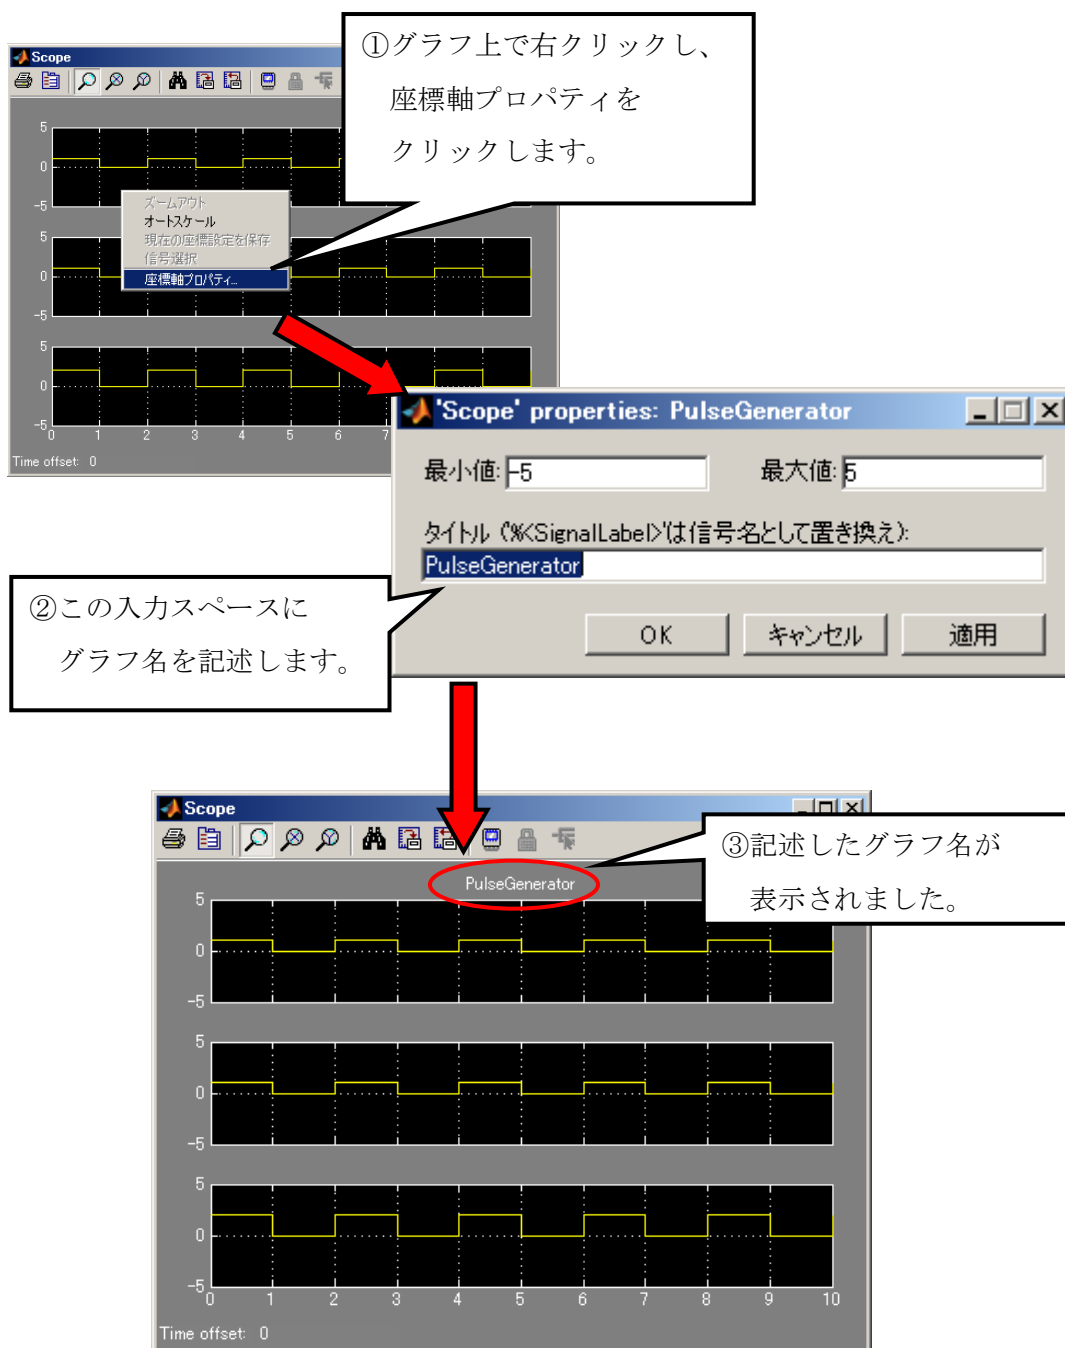 ①グラフ上で右クリックし、
座標軸プロパティを
クリックします。
Scope
5
0
-5
ズームアウト
オートスケール
現在の座標設定を保存
信号選択
座標軸プロパティ...
5
0
-5
5
0
-5
0 1 2 3 4 5 6 7
Time offset: 0
'Scope' properties: PulseGenerator
最小値: -5 最大値: 5
タイトル ('%<SignalLabel>'は信号名として置き換え):
PulseGenerator
OK キャンセル 適用
②この入力スペースに
グラフ名を記述します。
Scope
③記述したグラフ名が
表示されました。
PulseGenerator
5
0
-5
5
0
-5
5
0
-5
0 1 2 3 4 5 6 7 8 9 10
Time offset: 0